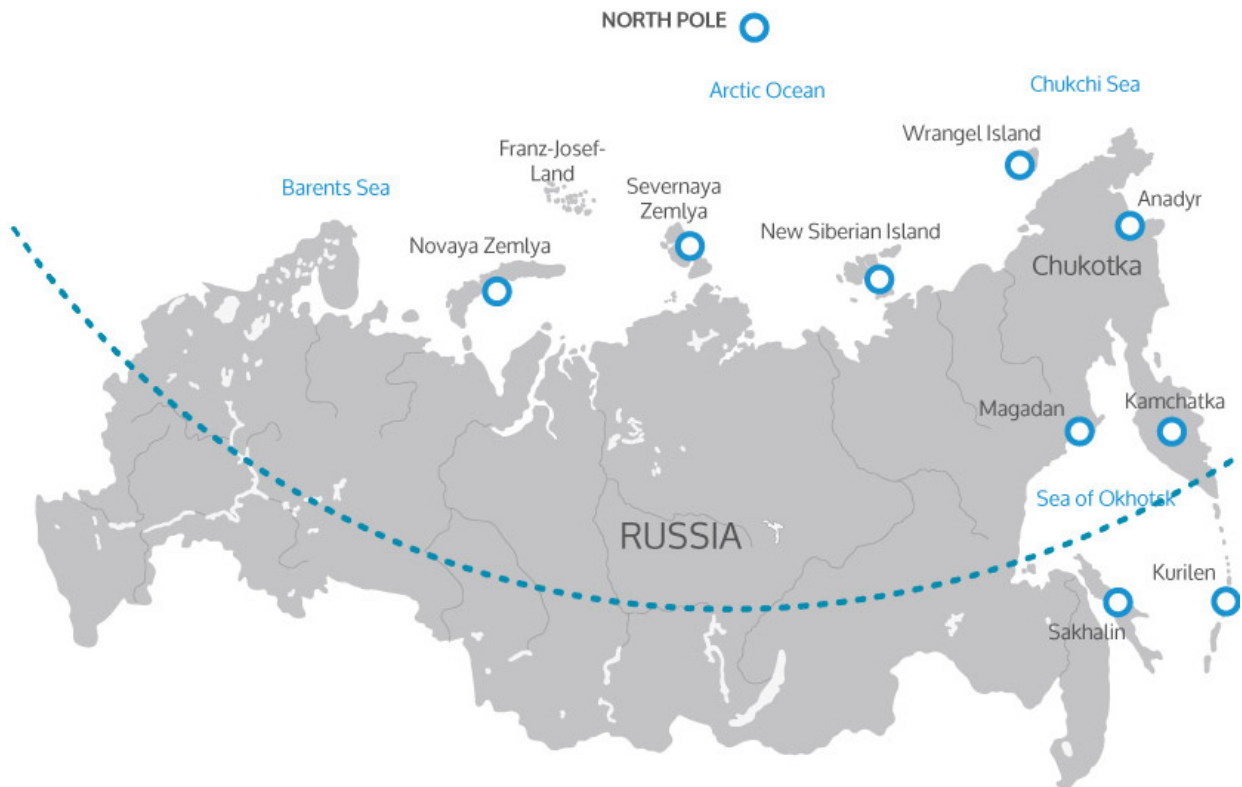 NORTH POLE
Arctic Ocean
Chukchi Sea
Wrangel Island
Franz-Josef-
Land
Barents Sea
Severnaya
Zemlya
Anadyr
Novaya Zemlya
New Siberian Island
Chukotka
Magadan
Kamchatka
Sea of Okhotsk
RUSSIA
Kurilen
Sakhalin